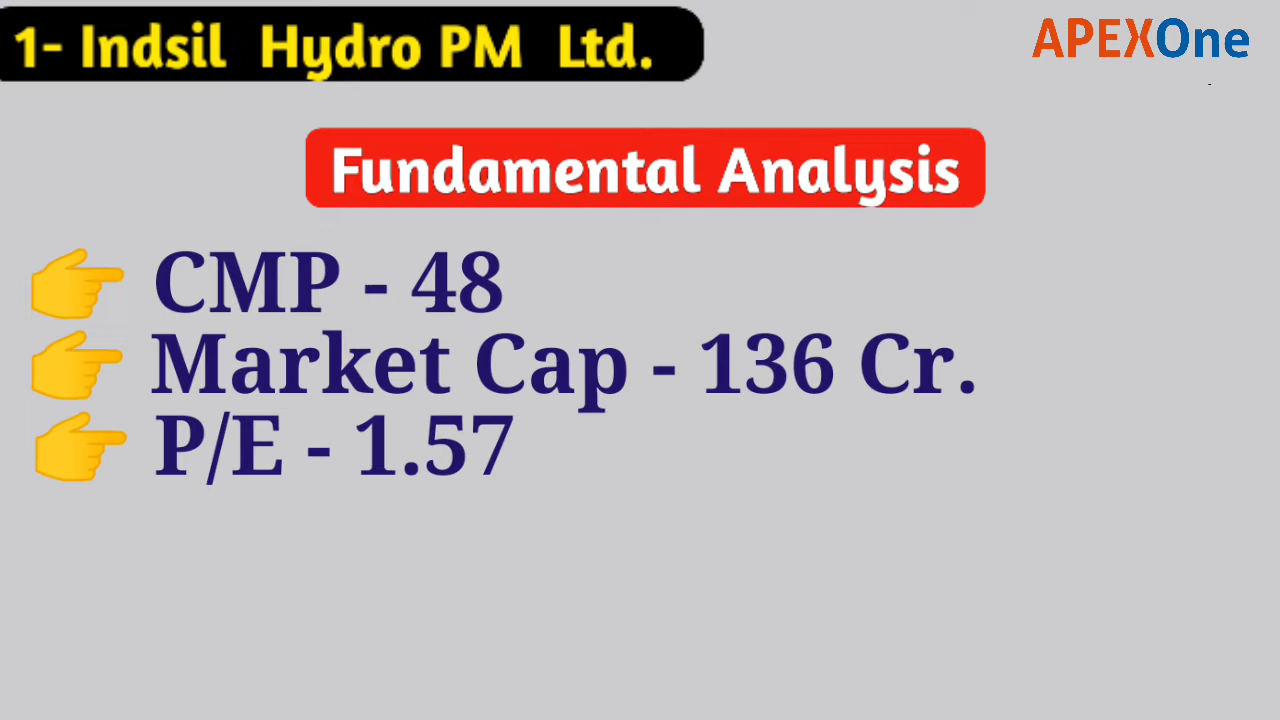 1- Indsil Hydro PM Ltd.
APEXOne
Fundamental Analysis
CMP - 48
Market Cap - 136 Cr.
P/E - 1.57